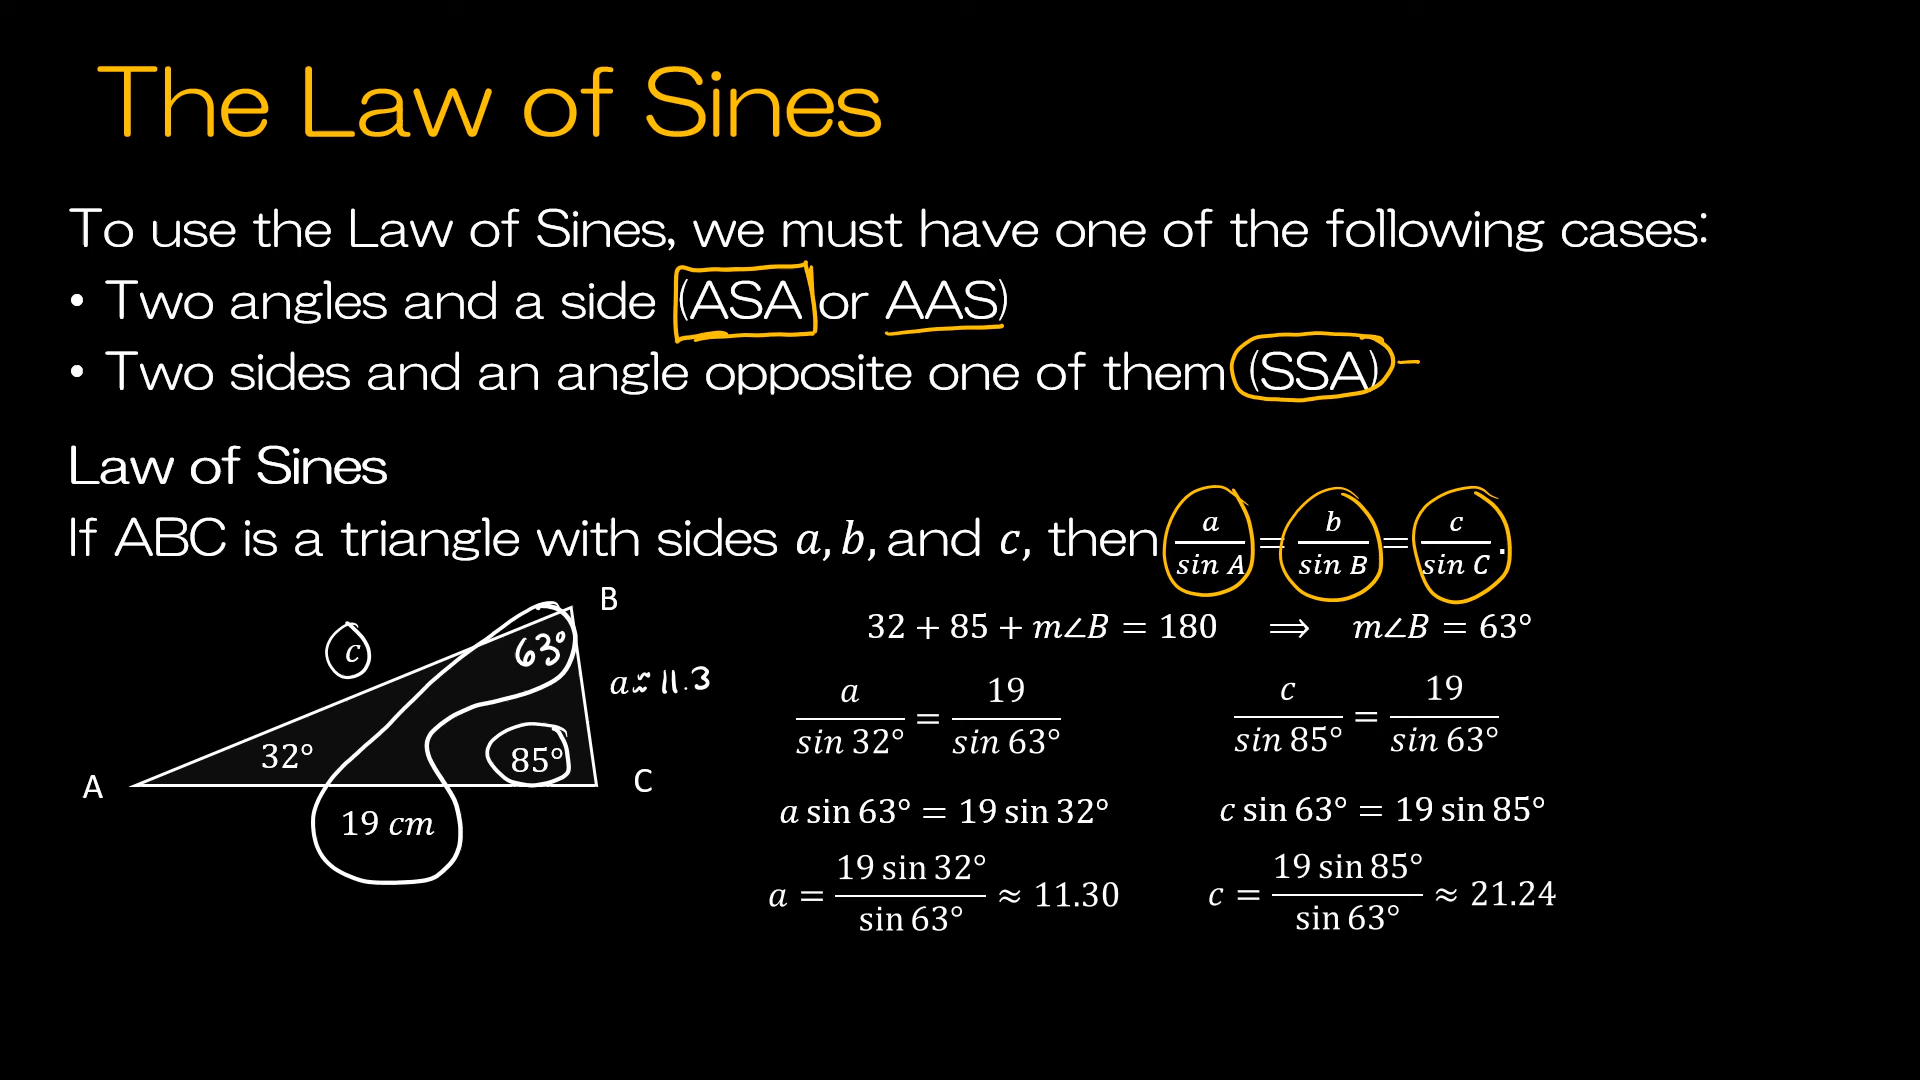 The Law of Sines
To use the Law of Sines, we must have one of the following cases:
• Two angles and a side (ASA or AAS)
• Two sides and an angle opposite one of them (SSA) –
Law of Sines
If ABC is a triangle with sides a, b, and c, then a/sin A = b/sin B = c/sin C.
B
c
63°
a ≈ 11.3
32°
85°
A
C
19 cm
32 + 85 + m∠B = 180 ⟹ m∠B = 63°
a/sin 32° = 19/sin 63°
c/sin 85° = 19/sin 63°
a sin 63° = 19 sin 32°
c sin 63° = 19 sin 85°
a = 19 sin 32°/sin 63° ≈ 11.30
c = 19 sin 85°/sin 63° ≈ 21.24